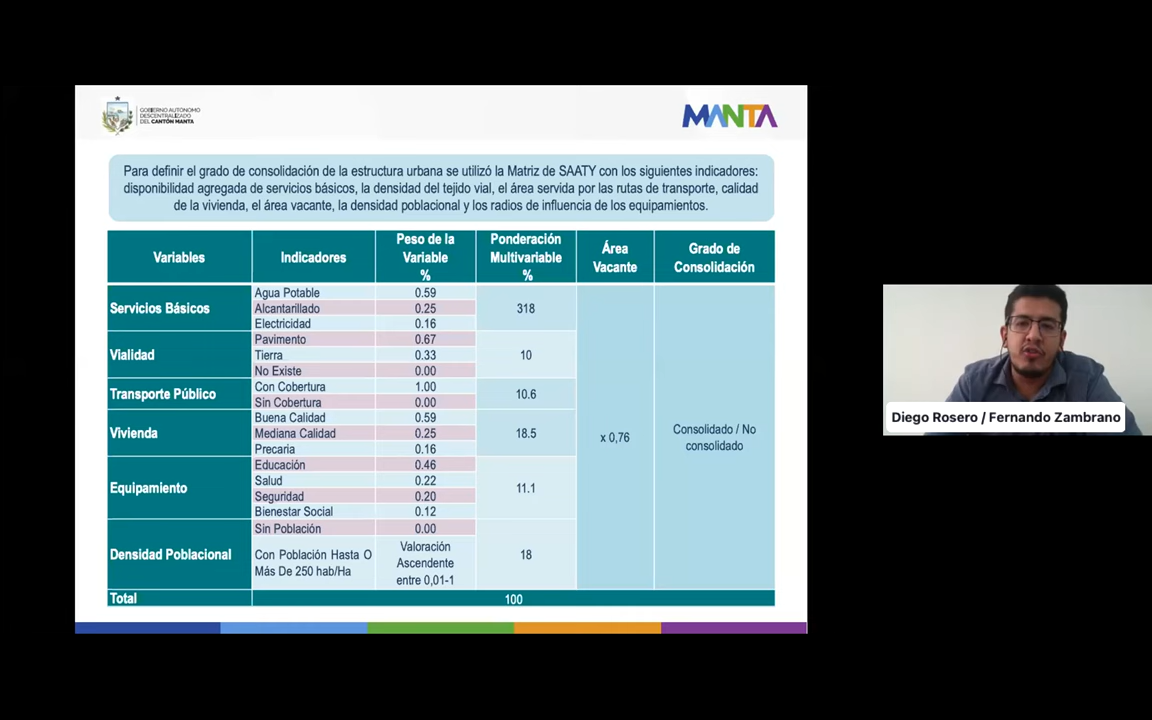 GOBIERNO AUTÓNOMO
DESCENTRALIZADO
DEL CANTÓN MANTA
MANTA
Para definir el grado de consolidación de la estructura urbana se utilizó la Matriz de SAATY con los siguientes indicadores:
disponibilidad agregada de servicios básicos, la densidad del tejido vial, el área servida por las rutas de transporte, calidad
de la vivienda, el área vacante, la densidad poblacional y los radios de influencia de los equipamientos.
Variables
Indicadores
Peso de la
Variable
%
Ponderación
Multivariable
%
Área
Vacante
Grado de
Consolidación
Servicios Básicos
Agua Potable 0.59
Alcantarillado 0.25
Electricidad 0.16
318
Vialidad
Pavimento 0.67
Tierra 0.33
No Existe 0.00
10
Transporte Público
Con Cobertura 1.00
Sin Cobertura 0.00
10.6
Vivienda
Buena Calidad 0.59
Mediana Calidad 0.25
Precaria 0.16
18.5
Equipamiento
Educación 0.46
Salud 0.22
Seguridad 0.20
Bienestar Social 0.12
11.1
Densidad Poblacional
Sin Población 0.00
Con Población Hasta O
Más De 250 hab/Ha
Valoración
Ascendente
entre 0,01-1
18
x 0,76
Consolidado / No
consolidado
Total 100
Diego Rosero / Fernando Zambrano